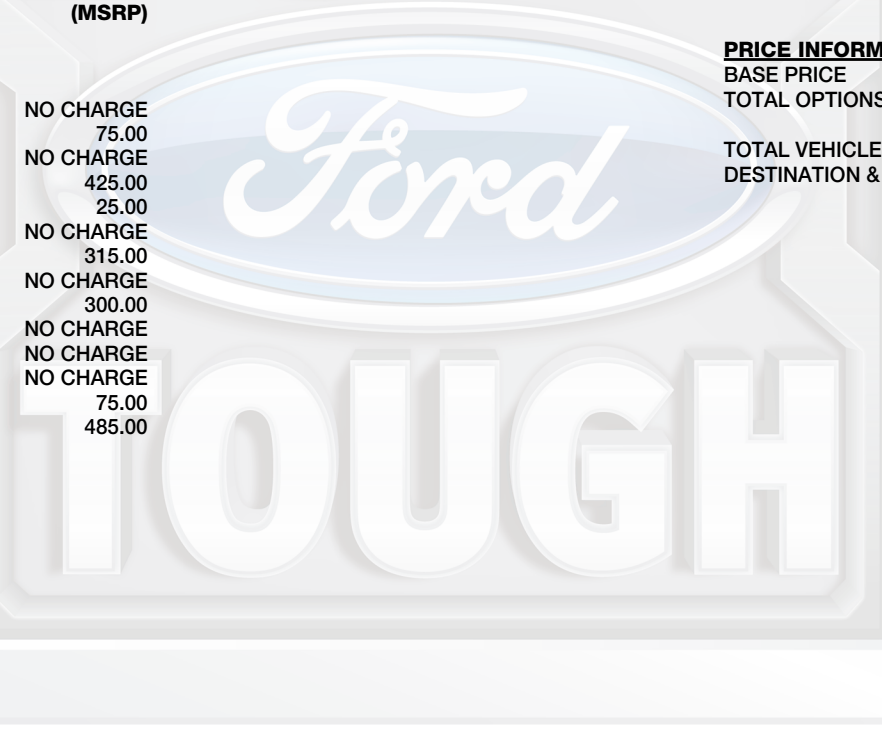 (MSRP)
NO CHARGE
75.00
NO CHARGE
425.00
25.00
NO CHARGE
315.00
NO CHARGE
300.00
NO CHARGE
NO CHARGE
NO CHARGE
75.00
485.00
PRICE INFORM
BASE PRICE
TOTAL OPTIONS
TOTAL VEHICLE
DESTINATION &
Ford
TOUGH